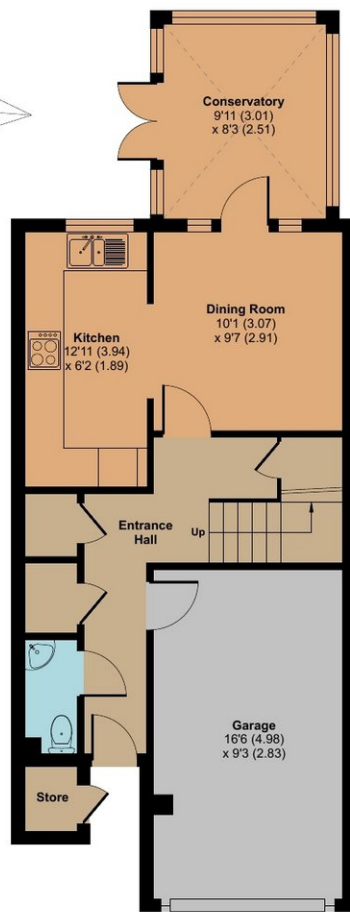 Conservatory
9'11 (3.01)
x 8'3 (2.51)
Kitchen
12'11 (3.94)
x 6'2 (1.89)
Dining Room
10'1 (3.07)
x 9'7 (2.91)
Entrance
Hall
Up
Garage
16'6 (4.98)
x 9'3 (2.83)
Store